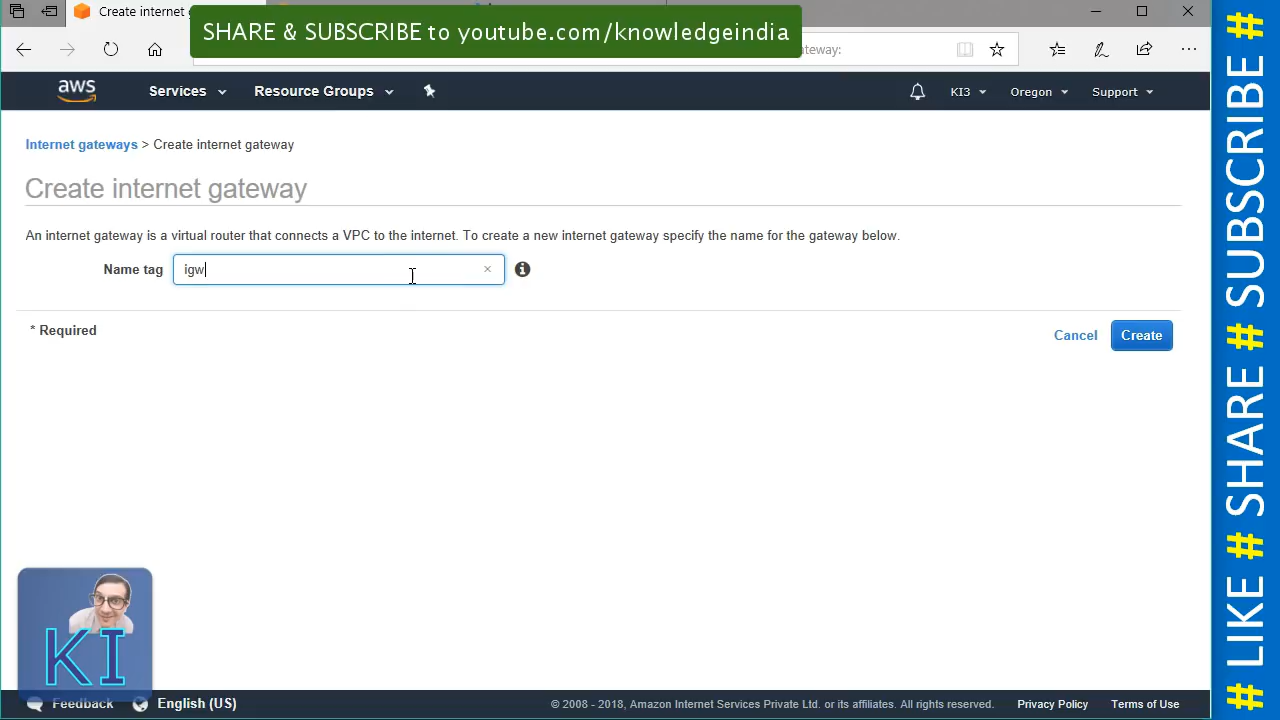 Create internet gatew
SHARE & SUBSCRIBE to youtube.com/knowledgeindia
teway:
aws
Services
Resource Groups
KI3
Oregon
Support
Internet gateways > Create internet gateway
Create internet gateway
An internet gateway is a virtual router that connects a VPC to the internet. To create a new internet gateway specify the name for the gateway below.
Name tag
igw
* Required
Cancel
Create
KI
Feedback
English (US)
© 2008 - 2018, Amazon Internet Services Private Ltd. or its affiliates. All rights reserved.
Privacy Policy
Terms of Use
# LIKE # SHARE # SUBSCRIBE #